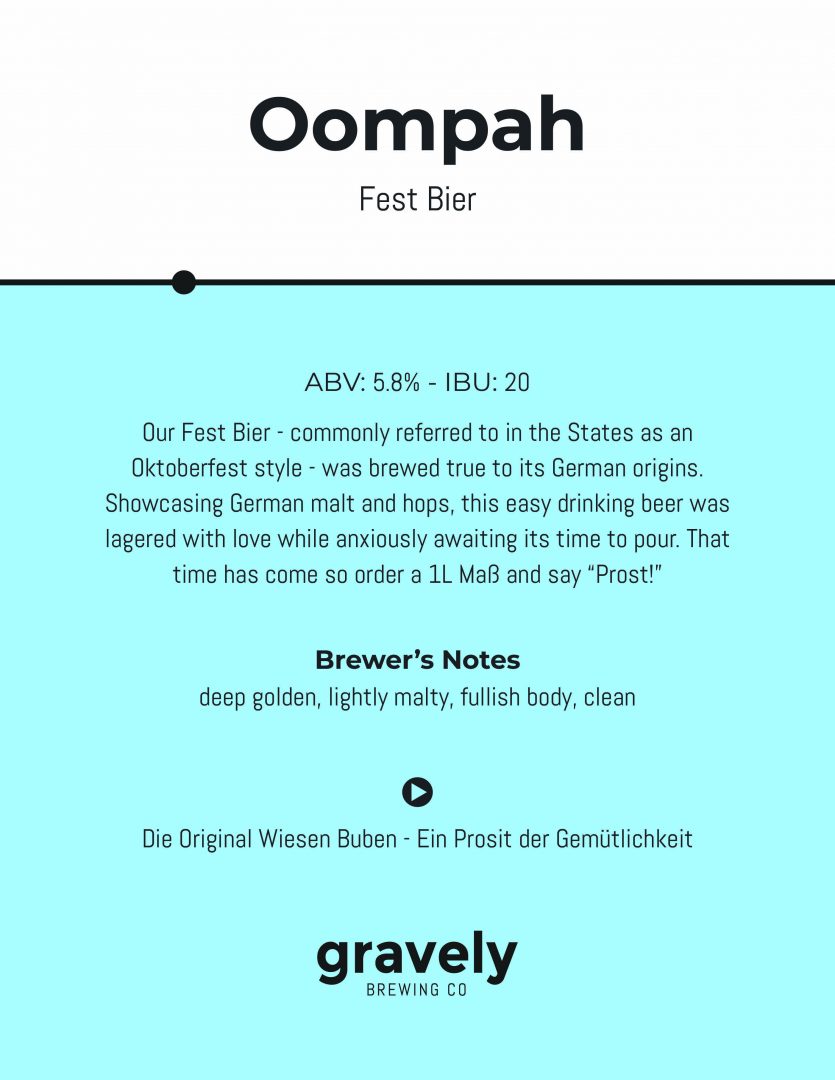 Oompah
Fest Bier
ABV: 5.8% - IBU: 20
Our Fest Bier - commonly referred to in the States as an
Oktoberfest style - was brewed true to its German origins.
Showcasing German malt and hops, this easy drinking beer was
lagered with love while anxiously awaiting its time to pour. That
time has come so order a 1L Maß and say “Prost!”
Brewer’s Notes
deep golden, lightly malty, fullish body, clean
Die Original Wiesen Buben - Ein Prosit der Gemütlichkeit
gravely
BREWING CO